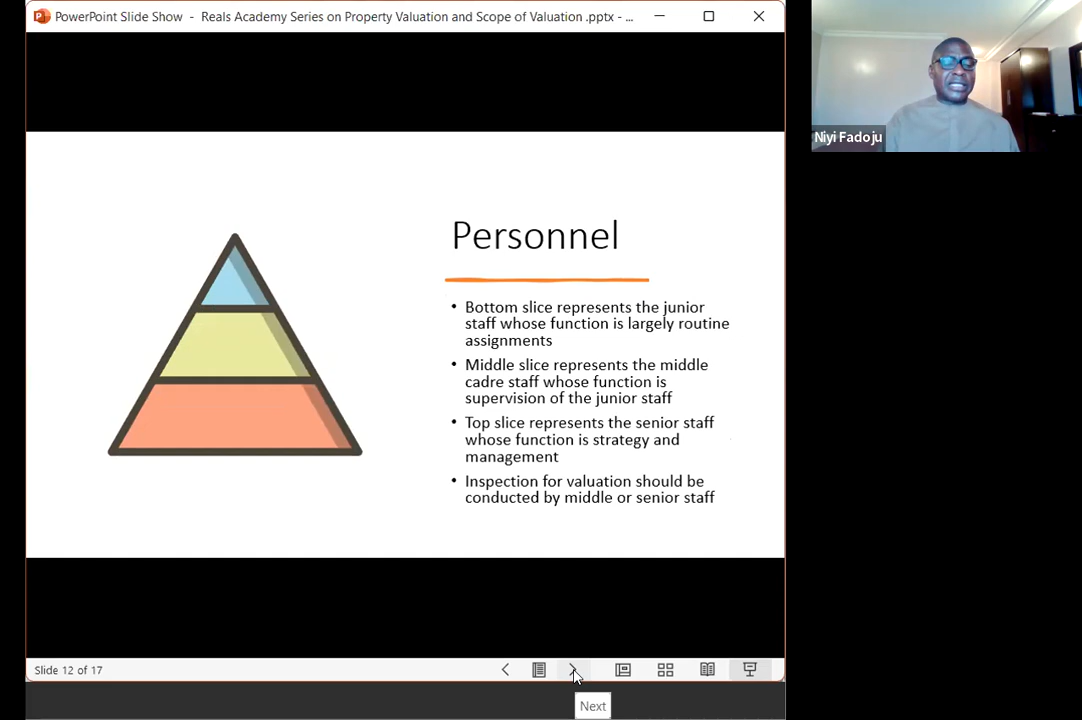 PowerPoint Slide Show - Reals Academy Series on Property Valuation and Scope of Valuation .pptx - ...
Niyi Fadoju
Personnel
• Bottom slice represents the junior
staff whose function is largely routine
assignments
• Middle slice represents the middle
cadre staff whose function is
supervision of the junior staff
• Top slice represents the senior staff
whose function is strategy and
management
• Inspection for valuation should be
conducted by middle or senior staff
Slide 12 of 17
Next